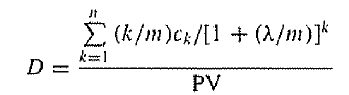 D = \frac{\sum_{k=1}^{n} (k/m)c_k/[1 + (\lambda/m)]^k}{PV}